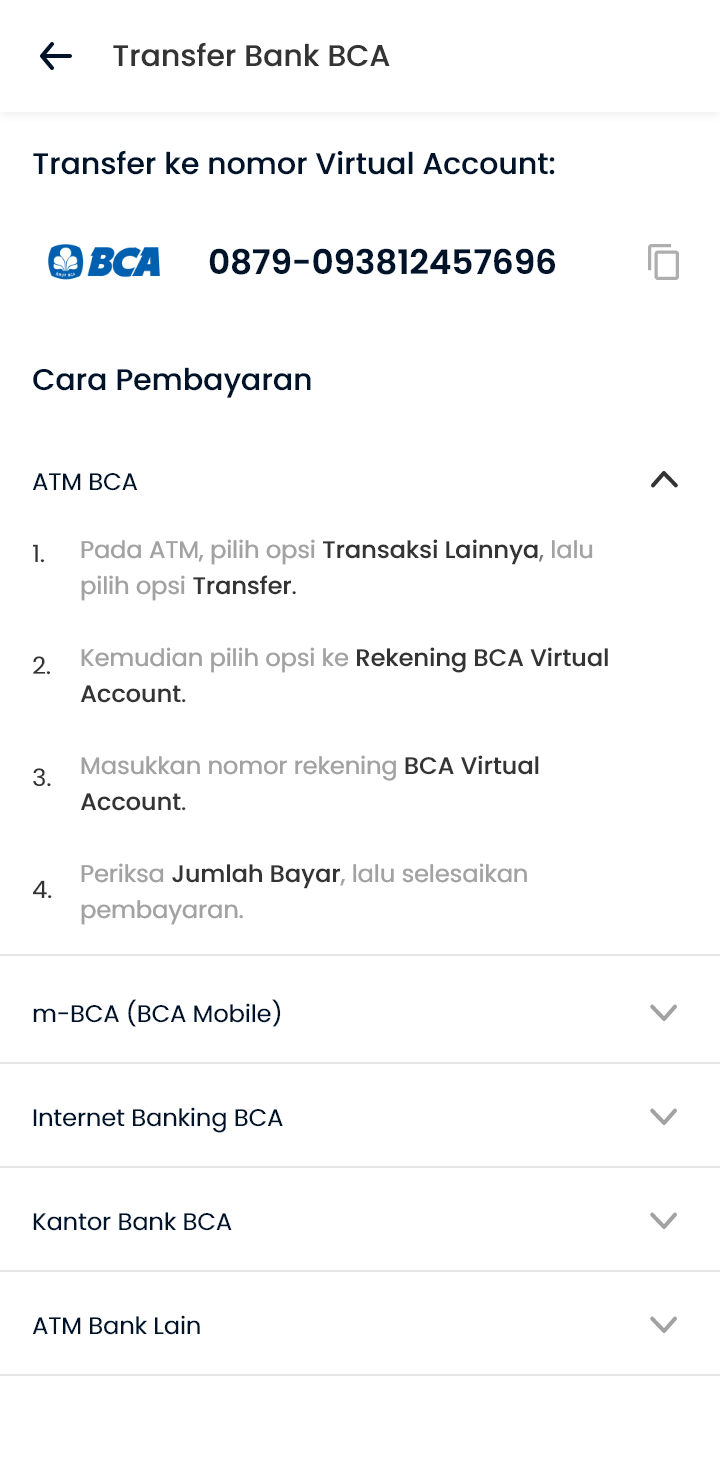 Transfer Bank BCA
Transfer ke nomor Virtual Account:
BCA 0879-093812457696
Cara Pembayaran
ATM BCA
1. Pada ATM, pilih opsi Transaksi Lainnya, lalu
pilih opsi Transfer.
2. Kemudian pilih opsi ke Rekening BCA Virtual
Account.
3. Masukkan nomor rekening BCA Virtual
Account.
4. Periksa Jumlah Bayar, lalu selesaikan
pembayaran.
m-BCA (BCA Mobile)
Internet Banking BCA
Kantor Bank BCA
ATM Bank Lain